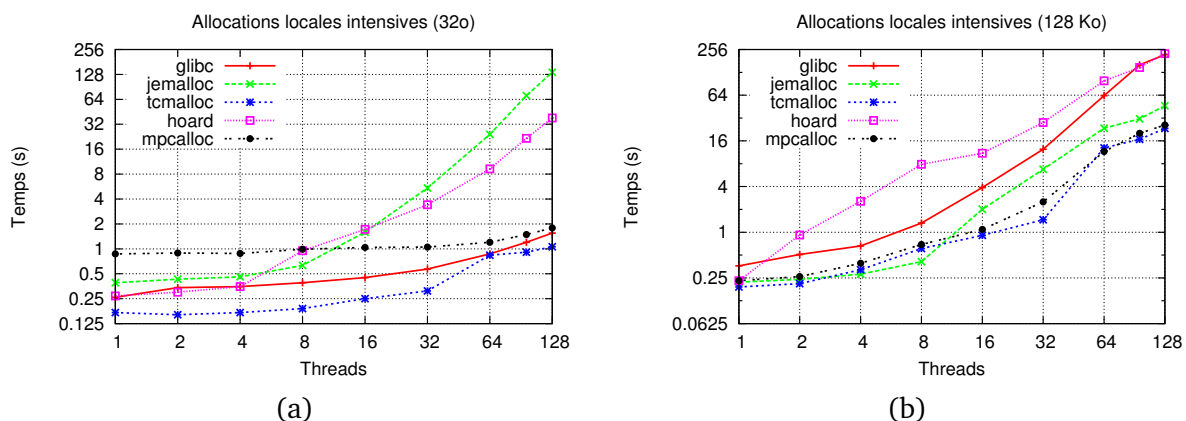 Allocations locales intensives (32o)
256
128
64
32
16
8
4
2
1
0.5
0.25
0.125
Temps (s)
glibc
jemalloc
tcmalloc
hoard
mpcalloc
1 2 4 8 16 32 64 128
Threads
(a)
Allocations locales intensives (128 Ko)
256
64
16
4
1
0.25
0.0625
Temps (s)
glibc
jemalloc
tcmalloc
hoard
mpcalloc
1 2 4 8 16 32 64 128
Threads
(b)